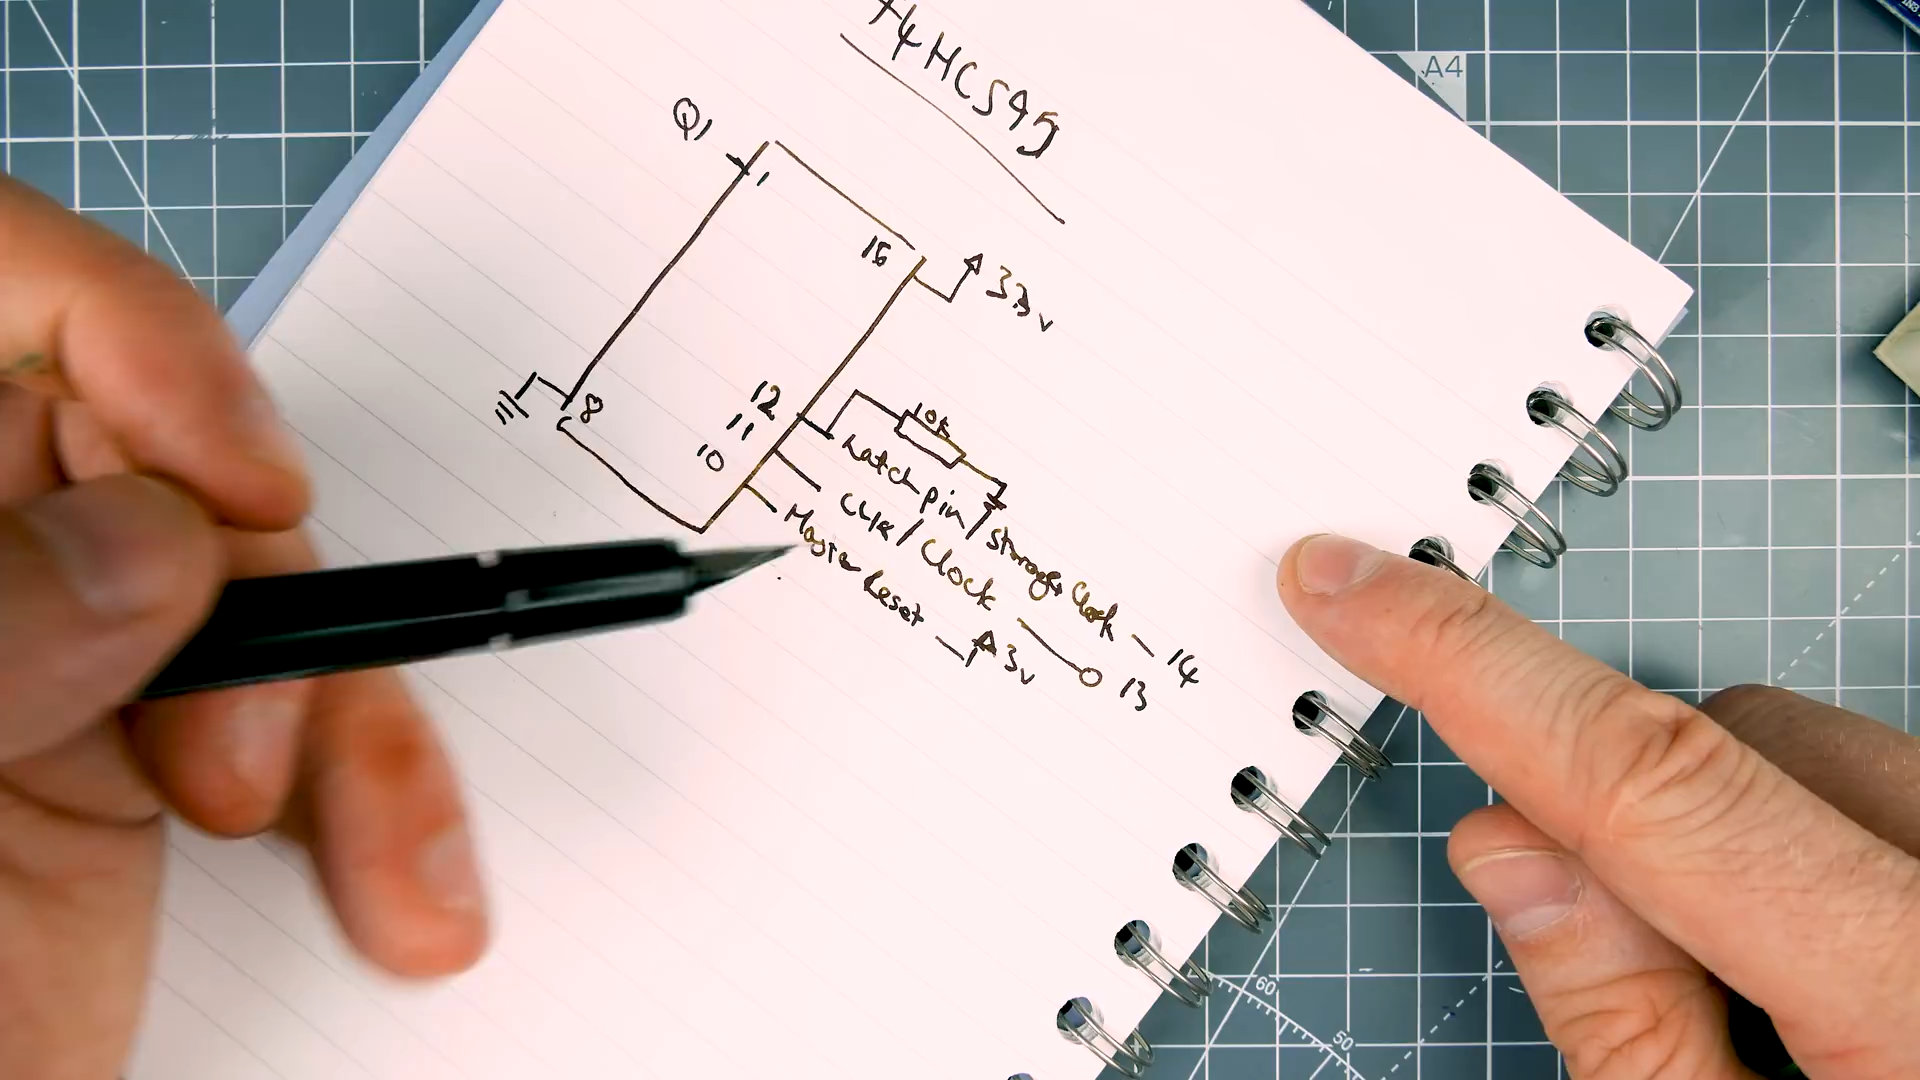 74HC595
Q1
1
16
3.3v
8
12
11
10
10k
Latch pin / Storage Clock – 14
CLK / Clock 13
Master Reset 3v
A4
60
50